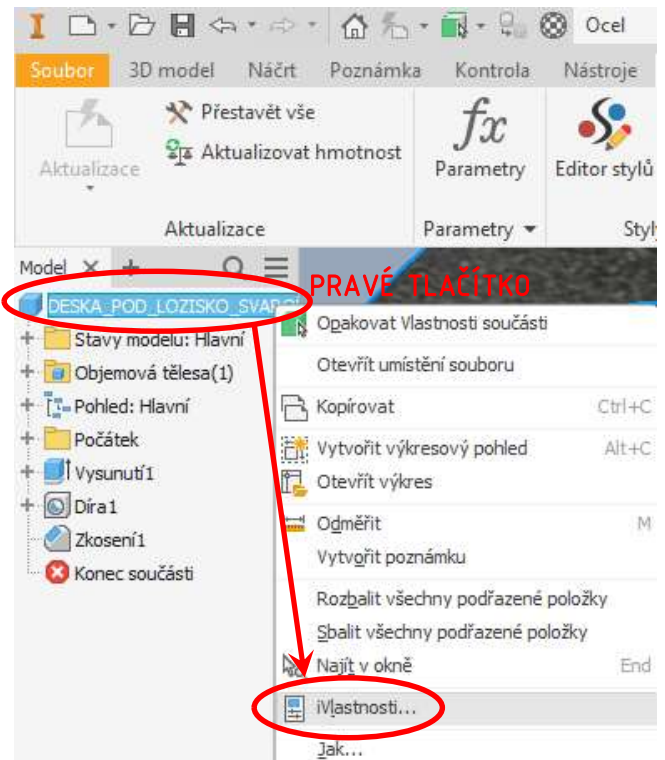 Ocel
Soubor 3D model Náčrt Poznámka Kontrola Nástroje
Přestavět vše
Aktualizovat hmotnost
Aktualizace
fx
Parametry
Editor stylů
Aktualizace
Parametry
Model
PRAVÉ TLAČÍTKO
DESKA_POD_LOZISKO_SVAR
Opakovat Vlastnosti součásti
Stavy modelu: Hlavní
Otevřít umístění souboru
Objemová tělesa(1)
Pohled: Hlavní
Kopírovat Ctrl+C
Počátek
Vytvořit výkresový pohled Alt+C
Vysunutí1
Otevřít výkres
Díra1
Odměřit M
Zkosení1
Vytvořit poznámku
Konec součásti
Rozbalit všechny podřazené položky
Sbalit všechny podřazené položky
Najít v okně End
iVlastnosti...
Jak...